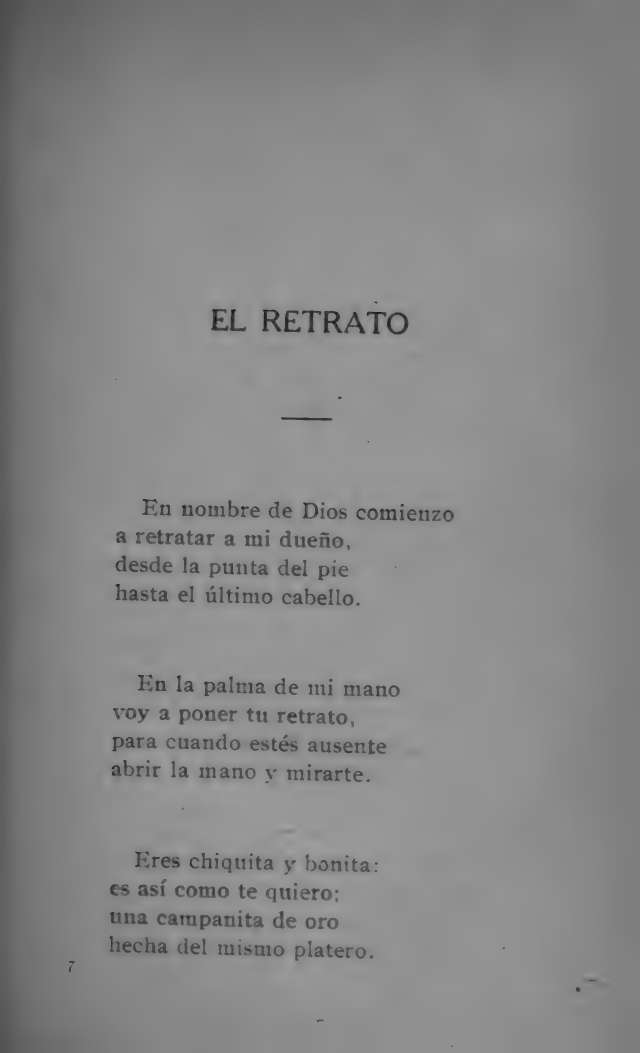 EL RETRATO
En nombre de Dios comienzo
a retratar a mi dueño,
desde la punta del pie
hasta el último cabello.
En la palma de mi mano
voy a poner tu retrato,
para cuando estés ausente
abrir la mano y mirarte.
Eres chiquita y bonita:
es así como te quiero;
una campanita de oro
hecha del mismo platero.
7